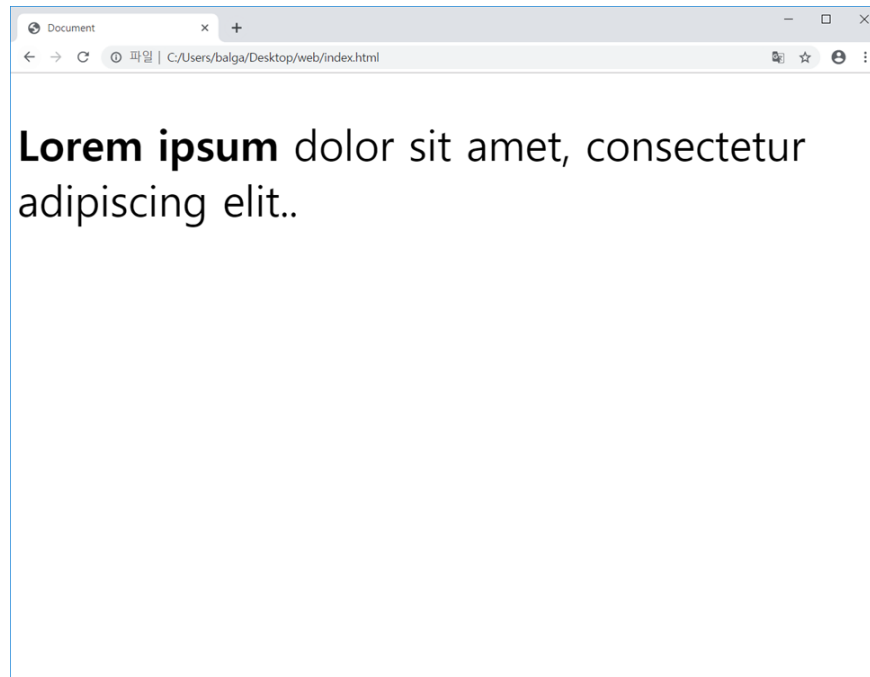 Document
파일 | C:/Users/balga/Desktop/web/index.html
Lorem ipsum dolor sit amet, consectetur
adipiscing elit..